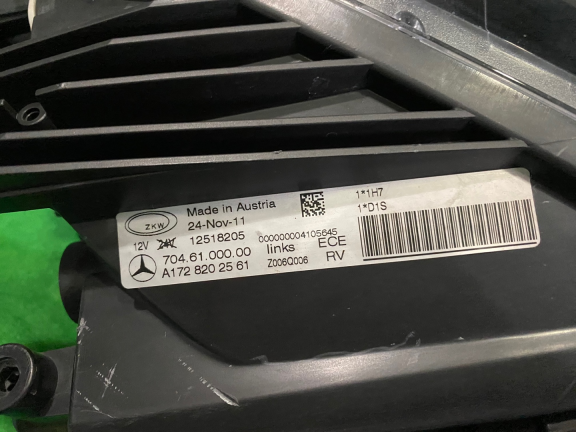 ZKW
Made in Austria
24-Nov-11
12V 24V 12518205
704.61.000.00
A172 820 25 61
000000004105645
links ECE
Z006Q006 RV
1*1H7
1*D1S